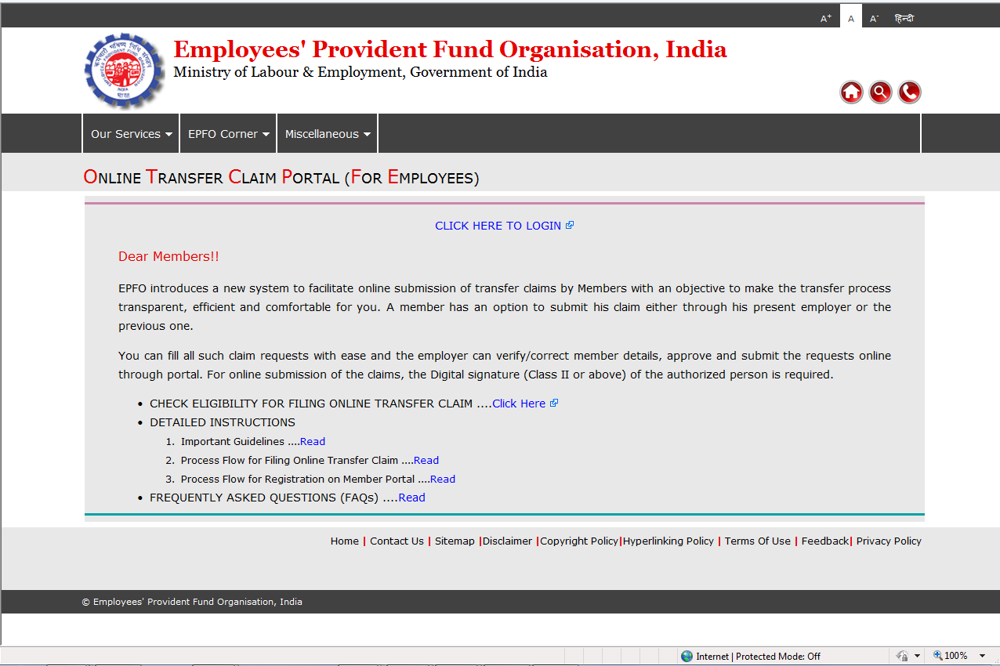 A+ A A- हिन्दी
Employees' Provident Fund Organisation, India
Ministry of Labour & Employment, Government of India
Our Services EPFO Corner Miscellaneous
ONLINE TRANSFER CLAIM PORTAL (FOR EMPLOYEES)
CLICK HERE TO LOGIN
Dear Members!!
EPFO introduces a new system to facilitate online submission of transfer claims by Members with an objective to make the transfer process
transparent, efficient and comfortable for you. A member has an option to submit his claim either through his present employer or the
previous one.
You can fill all such claim requests with ease and the employer can verify/correct member details, approve and submit the requests online
through portal. For online submission of the claims, the Digital signature (Class II or above) of the authorized person is required.
• CHECK ELIGIBILITY FOR FILING ONLINE TRANSFER CLAIM ....Click Here
• DETAILED INSTRUCTIONS
1. Important Guidelines ....Read
2. Process Flow for Filing Online Transfer Claim ....Read
3. Process Flow for Registration on Member Portal ....Read
• FREQUENTLY ASKED QUESTIONS (FAQs) ....Read
Home | Contact Us | Sitemap |Disclaimer |Copyright Policy|Hyperlinking Policy | Terms Of Use | Feedback| Privacy Policy
© Employees' Provident Fund Organisation, India
Internet | Protected Mode: Off 100%